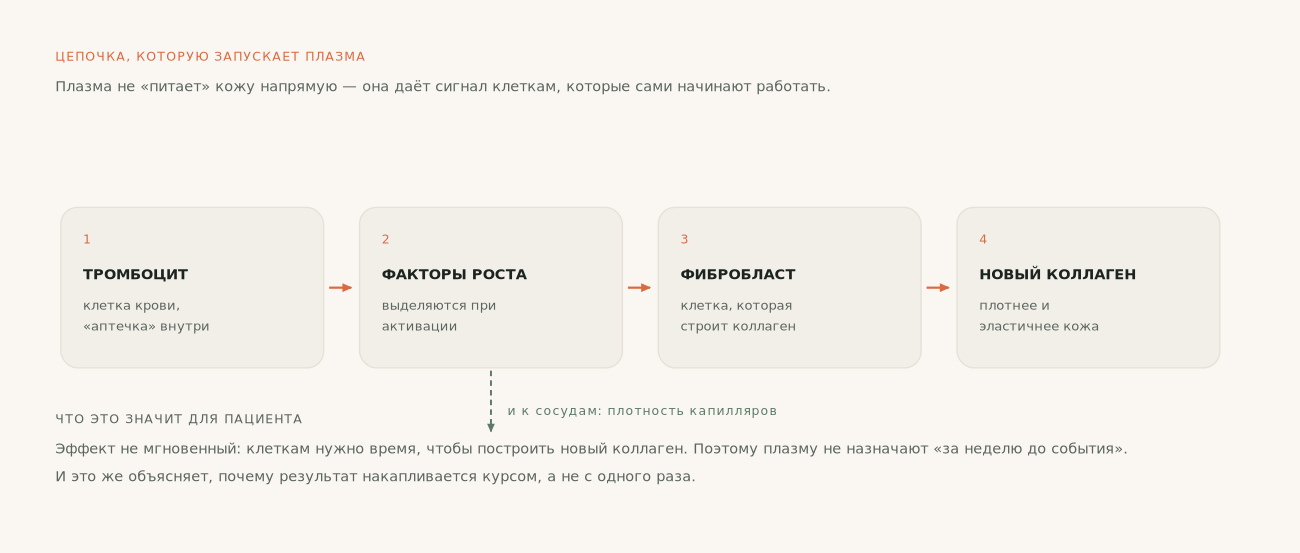 ЦЕПОЧКА, КОТОРУЮ ЗАПУСКАЕТ ПЛАЗМА
Плазма не «питает» кожу напрямую — она даёт сигнал клеткам, которые сами начинают работать.
1
ТРОМБОЦИТ
клетка крови,
«аптечка» внутри
2
ФАКТОРЫ РОСТА
выделяются при
активации
3
ФИБРОБЛАСТ
клетка, которая
строит коллаген
4
НОВЫЙ КОЛЛАГЕН
плотнее и
эластичнее кожа
и к сосудам: плотность капилляров
ЧТО ЭТО ЗНАЧИТ ДЛЯ ПАЦИЕНТА
Эффект не мгновенный: клеткам нужно время, чтобы построить новый коллаген. Поэтому плазму не назначают «за неделю до события».
И это же объясняет, почему результат накапливается курсом, а не с одного раза.